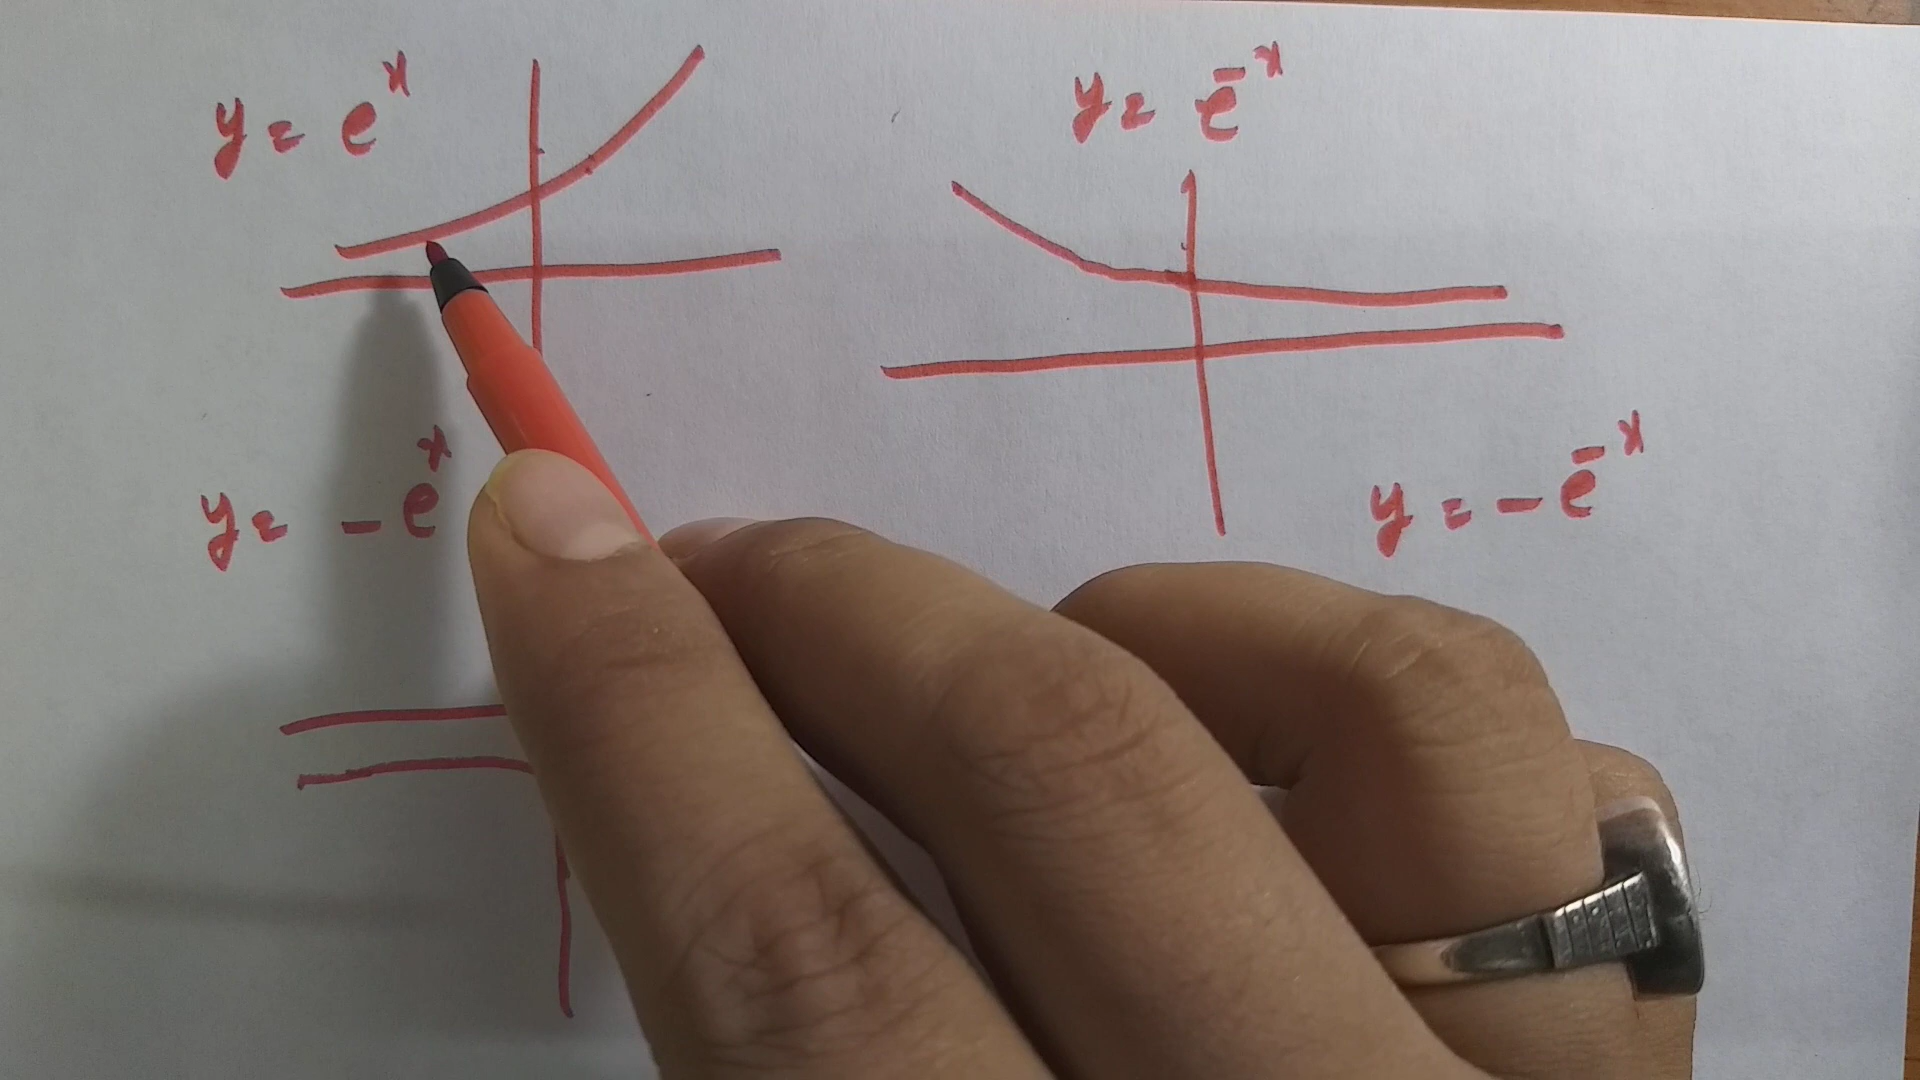 y = e^x
y = e^-x
y = - e^x
y = - e^-x